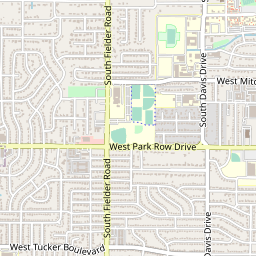 South Fielder Road
West Mitc
South Davis Drive
West Park Row Drive
South Fielder Road
Davis Drive
West Tucker Boulevard